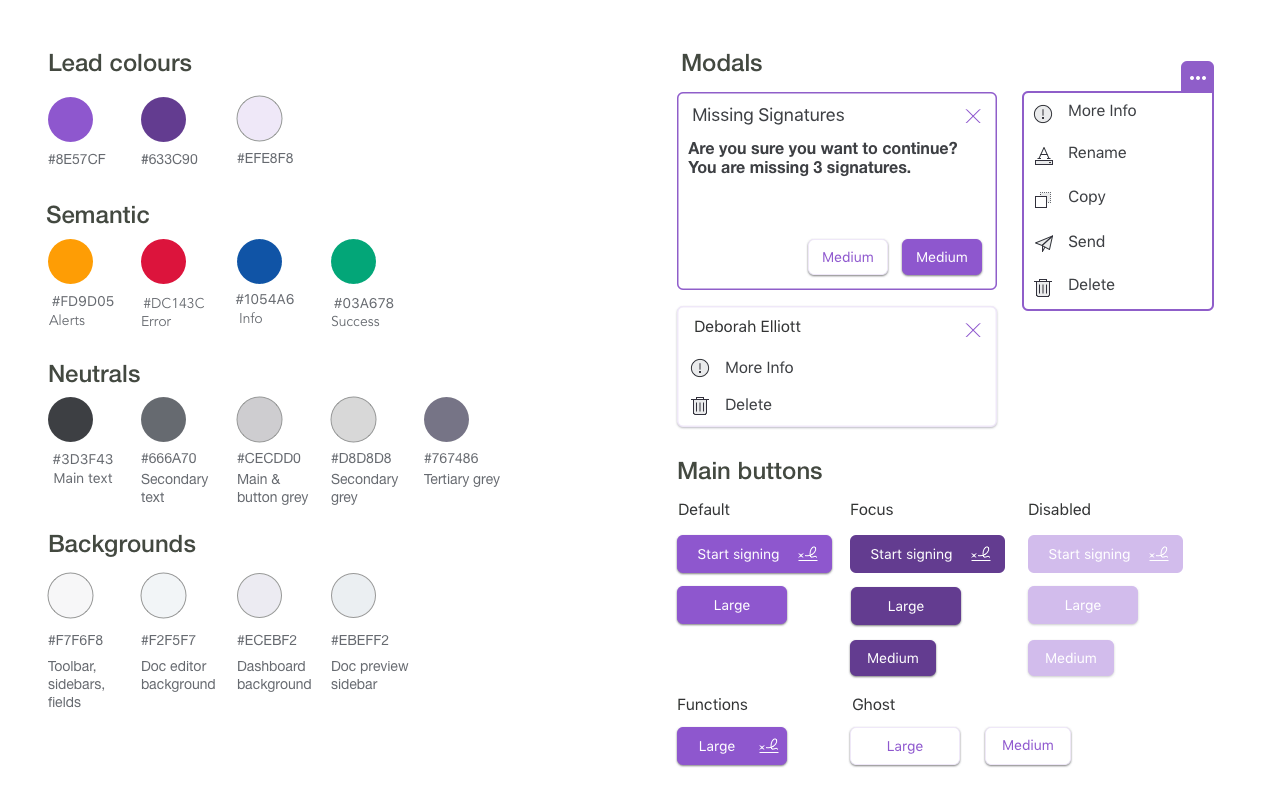 Lead colours
#8E57CF
#633C90
#EFE8F8
Semantic
#FD9D05
Alerts
#DC143C
Error
#1054A6
Info
#03A678
Success
Neutrals
#3D3F43
Main text
#666A70
Secondary
text
#CECDD0
Main &
button grey
#D8D8D8
Secondary
grey
#767486
Tertiary grey
Backgrounds
#F7F6F8
Toolbar,
sidebars,
fields
#F2F5F7
Doc editor
background
#ECEBF2
Dashboard
background
#EBEFF2
Doc preview
sidebar
Modals
Missing Signatures
Are you sure you want to continue?
You are missing 3 signatures.
Medium
Medium
More Info
Rename
Copy
Send
Delete
Deborah Elliott
More Info
Delete
Main buttons
Default
Focus
Disabled
Start signing
Start signing
Start signing
Large
Large
Large
Medium
Medium
Functions
Ghost
Large
Large
Medium